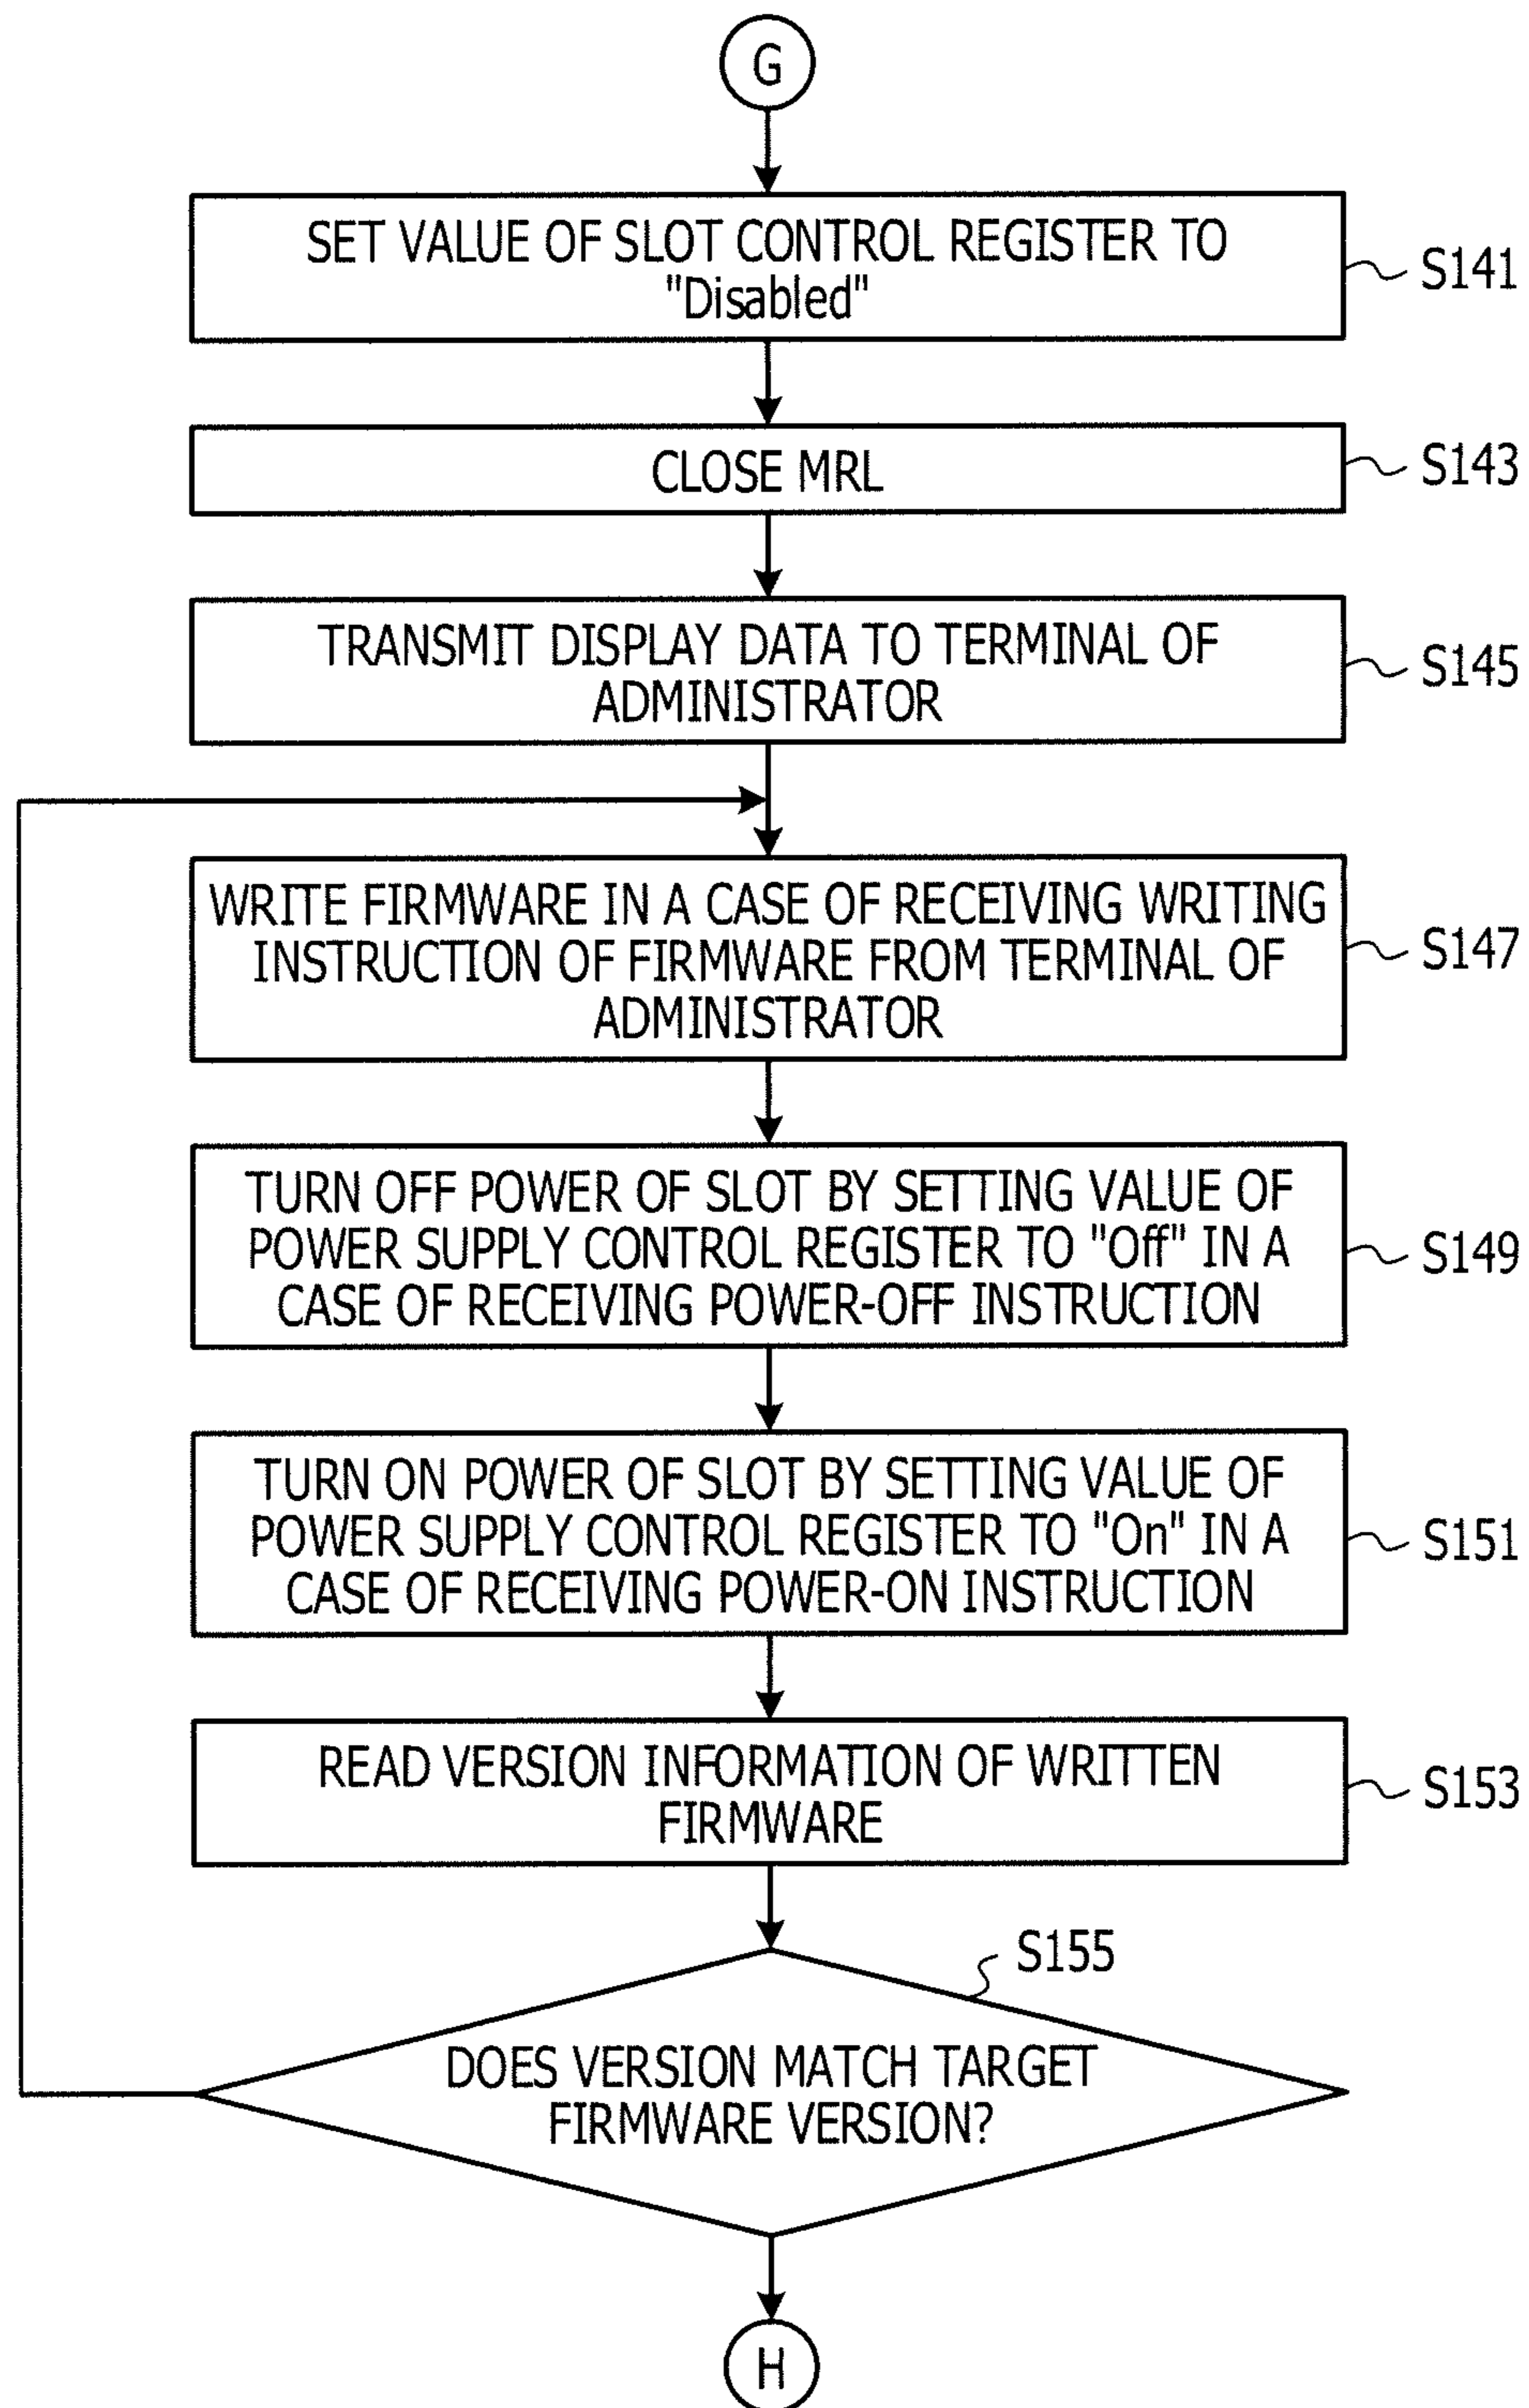 G
SET VALUE OF SLOT CONTROL REGISTER TO
"Disabled"
S141
CLOSE MRL
S143
TRANSMIT DISPLAY DATA TO TERMINAL OF
ADMINISTRATOR
S145
WRITE FIRMWARE IN A CASE OF RECEIVING WRITING
INSTRUCTION OF FIRMWARE FROM TERMINAL OF
ADMINISTRATOR
S147
TURN OFF POWER OF SLOT BY SETTING VALUE OF
POWER SUPPLY CONTROL REGISTER TO "Off" IN A
CASE OF RECEIVING POWER-OFF INSTRUCTION
S149
TURN ON POWER OF SLOT BY SETTING VALUE OF
POWER SUPPLY CONTROL REGISTER TO "On" IN A
CASE OF RECEIVING POWER-ON INSTRUCTION
S151
READ VERSION INFORMATION OF WRITTEN
FIRMWARE
S153
S155
DOES VERSION MATCH TARGET
FIRMWARE VERSION?
H